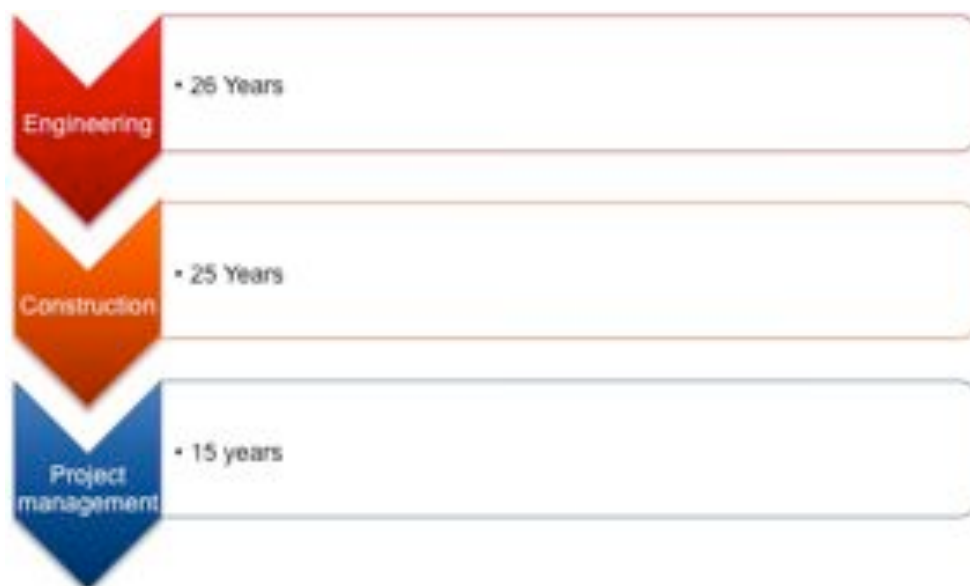 Engineering
• 26 Years
Construction
• 25 Years
Project
management
• 15 years